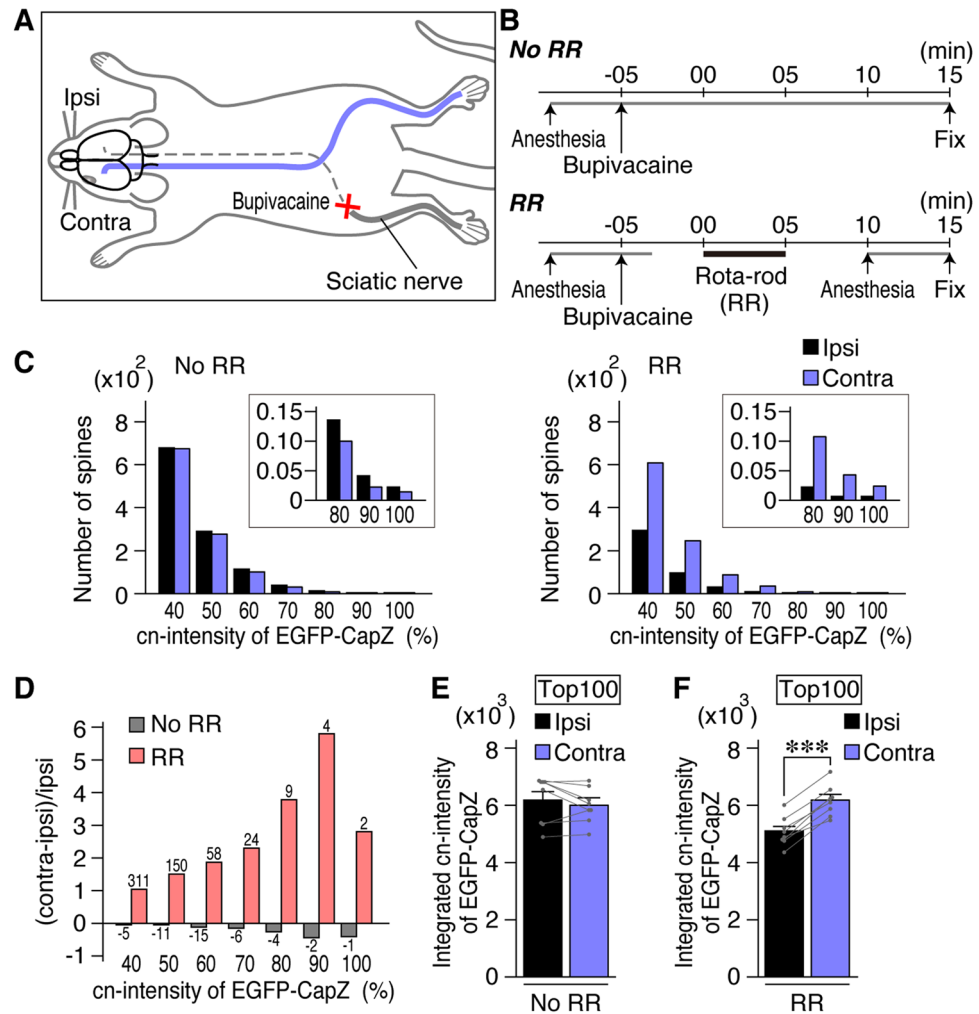 A
Ipsi
Contra
Bupivacaine
Sciatic nerve
B
No RR
(min)
-05 00 05 10 15
Anesthesia
Bupivacaine
Fix
RR
(min)
-05 00 05 10 15
Anesthesia
Bupivacaine
Rota-rod
(RR)
Anesthesia
Fix
C
(x10²)
No RR
Number of spines
8
6
4
2
0
0.15
0.10
0.05
0
80 90 100
40 50 60 70 80 90 100
cn-intensity of EGFP-CapZ (%)
(x10²)
RR
Ipsi
Contra
Number of spines
8
6
4
2
0
0.15
0.10
0.05
0
80 90 100
40 50 60 70 80 90 100
cn-intensity of EGFP-CapZ (%)
D
(contra-ipsi)/ipsi
No RR
RR
6
5
4
3
2
1
0
-1
311 150 58 24 9 4 2
-5 -11 -15 -6 -4 -2 -1
40 50 60 70 80 90 100
cn-intensity of EGFP-CapZ (%)
E
Top100
(x10³)
Ipsi
Contra
Integrated cn-intensity
of EGFP-CapZ
8
6
4
2
0
No RR
F
Top100
(x10³)
Ipsi
Contra
***
Integrated cn-intensity
of EGFP-CapZ
8
6
4
2
0
RR